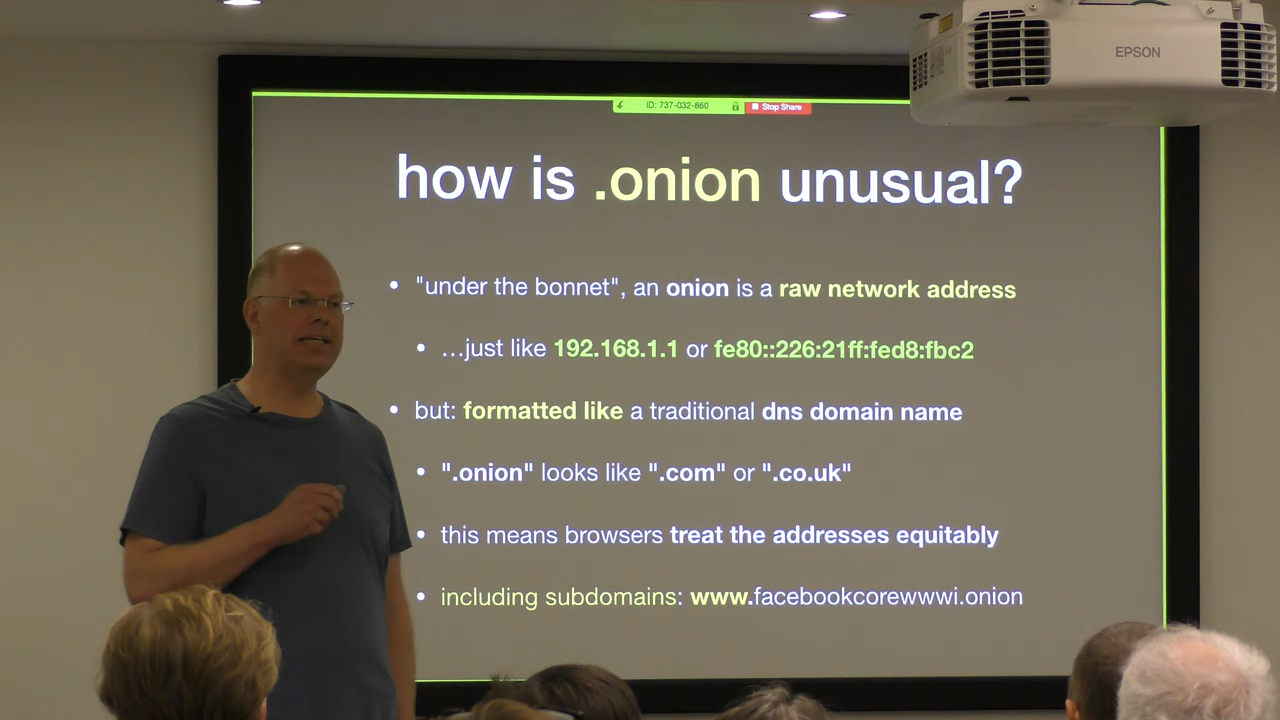 EPSON
ID: 737-032-860 Stop Share
how is .onion unusual?
• "under the bonnet", an onion is a raw network address
• …just like 192.168.1.1 or fe80::226:21ff:fed8:fbc2
• but: formatted like a traditional dns domain name
• ".onion" looks like ".com" or ".co.uk"
• this means browsers treat the addresses equitably
• including subdomains: www.facebookcorewwwi.onion